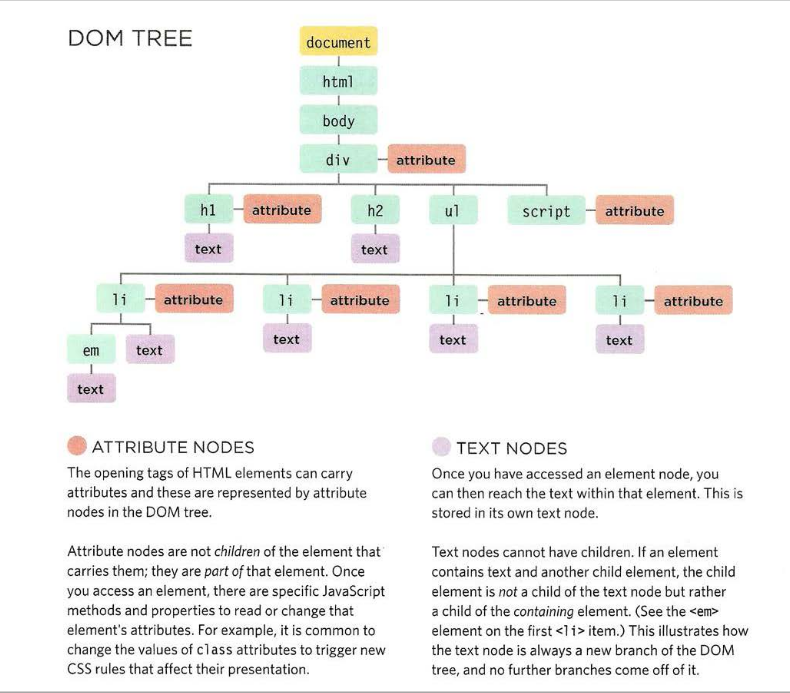 DOM TREE
document
html
body
div attribute
h1 attribute h2 ul script attribute
text text
li attribute li attribute li attribute li attribute
em text text text text
text
ATTRIBUTE NODES
The opening tags of HTML elements can carry
attributes and these are represented by attribute
nodes in the DOM tree.
Attribute nodes are not children of the element that
carries them; they are part of that element. Once
you access an element, there are specific JavaScript
methods and properties to read or change that
element's attributes. For example, it is common to
change the values of class attributes to trigger new
CSS rules that affect their presentation.
TEXT NODES
Once you have accessed an element node, you
can then reach the text within that element. This is
stored in its own text node.
Text nodes cannot have children. If an element
contains text and another child element, the child
element is not a child of the text node but rather
a child of the containing element. (See the <em>
element on the first <li> item.) This illustrates how
the text node is always a new branch of the DOM
tree, and no further branches come off of it.